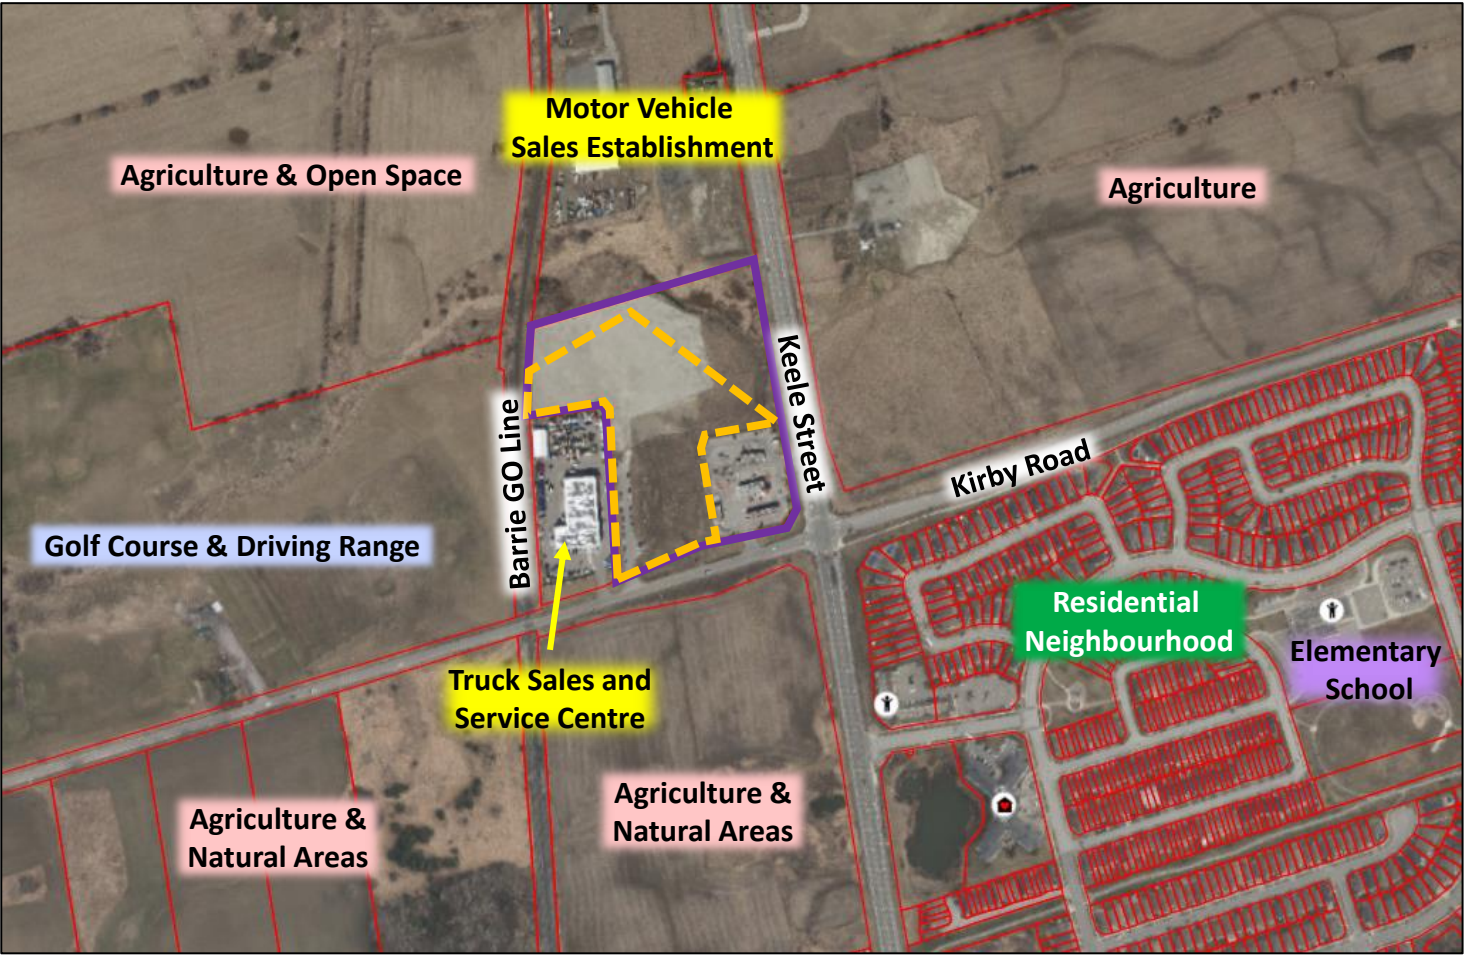 Motor Vehicle
Sales Establishment
Agriculture & Open Space
Agriculture
Keele Street
Barrie GO Line
Kirby Road
Golf Course & Driving Range
Residential
Neighbourhood
Elementary
School
Truck Sales and
Service Centre
Agriculture &
Natural Areas
Agriculture &
Natural Areas